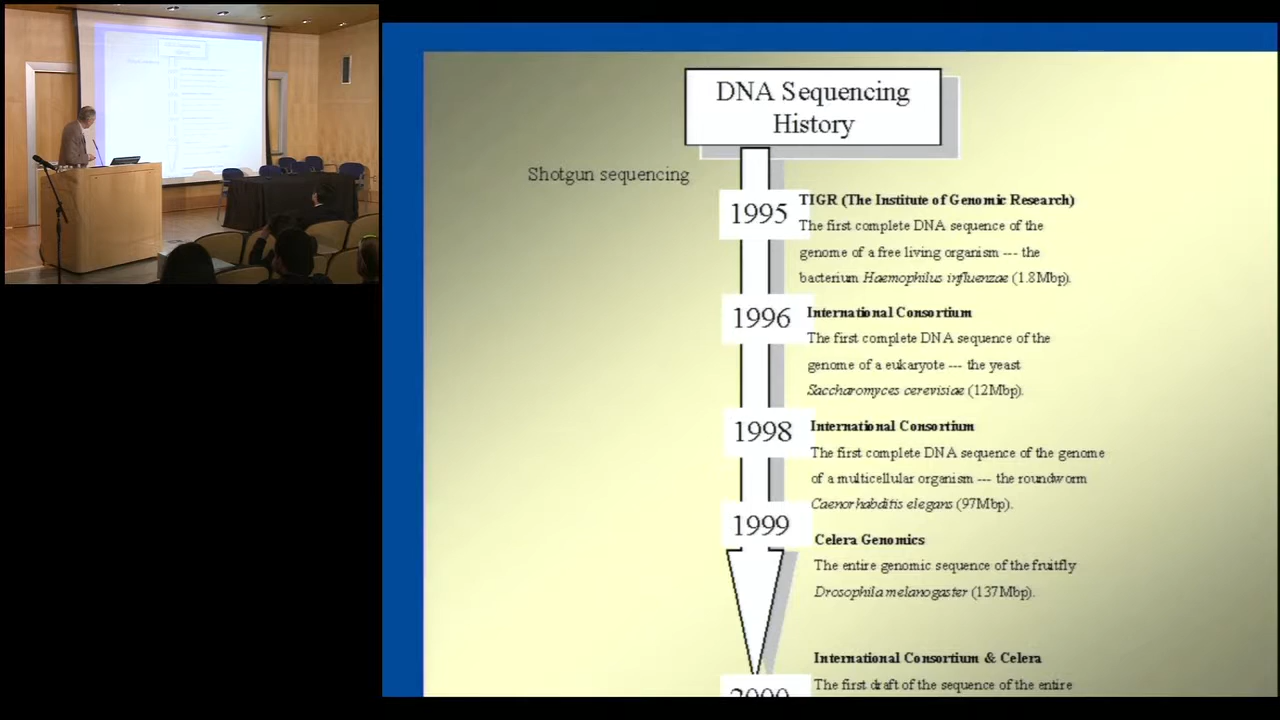 DNA Sequencing
History
Shotgun sequencing
1995
TIGR (The Institute of Genomic Research)
The first complete DNA sequence of the
genome of a free living organism --- the
bacterium Haemophilus influenzae (1.8Mbp).
1996
International Consortium
The first complete DNA sequence of the
genome of a eukaryote --- the yeast
Saccharomyces cerevisiae (12Mbp).
1998
International Consortium
The first complete DNA sequence of the genome
of a multicellular organism --- the roundworm
Caenorhabditis elegans (97Mbp).
1999
Celera Genomics
The entire genomic sequence of the fruitfly
Drosophila melanogaster (137Mbp).
2000
International Consortium & Celera
The first draft of the sequence of the entire